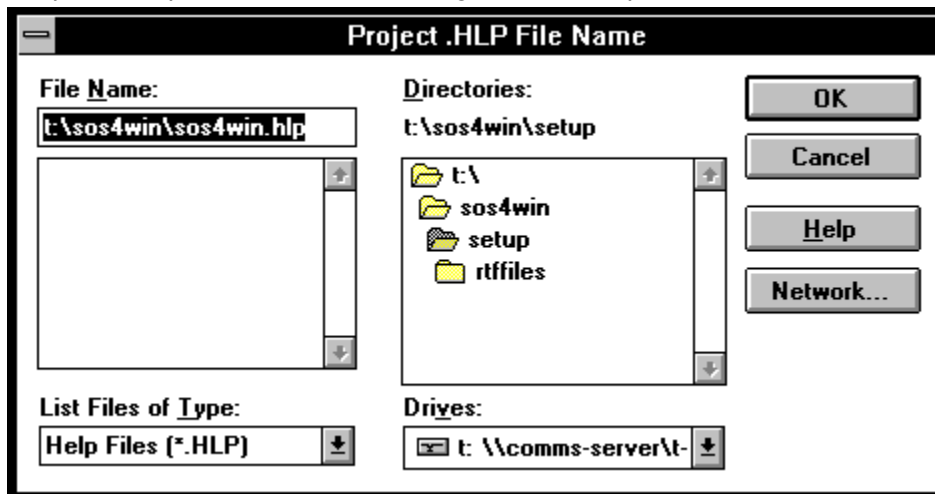 Project .HLP File Name
File Name:
t:\sos4win\sos4win.hlp
Directories:
t:\sos4win\setup
t:\
sos4win
setup
rtffiles
OK
Cancel
Help
Network...
List Files of Type:
Help Files (*.HLP)
Drives:
t: \\comms-server\t-